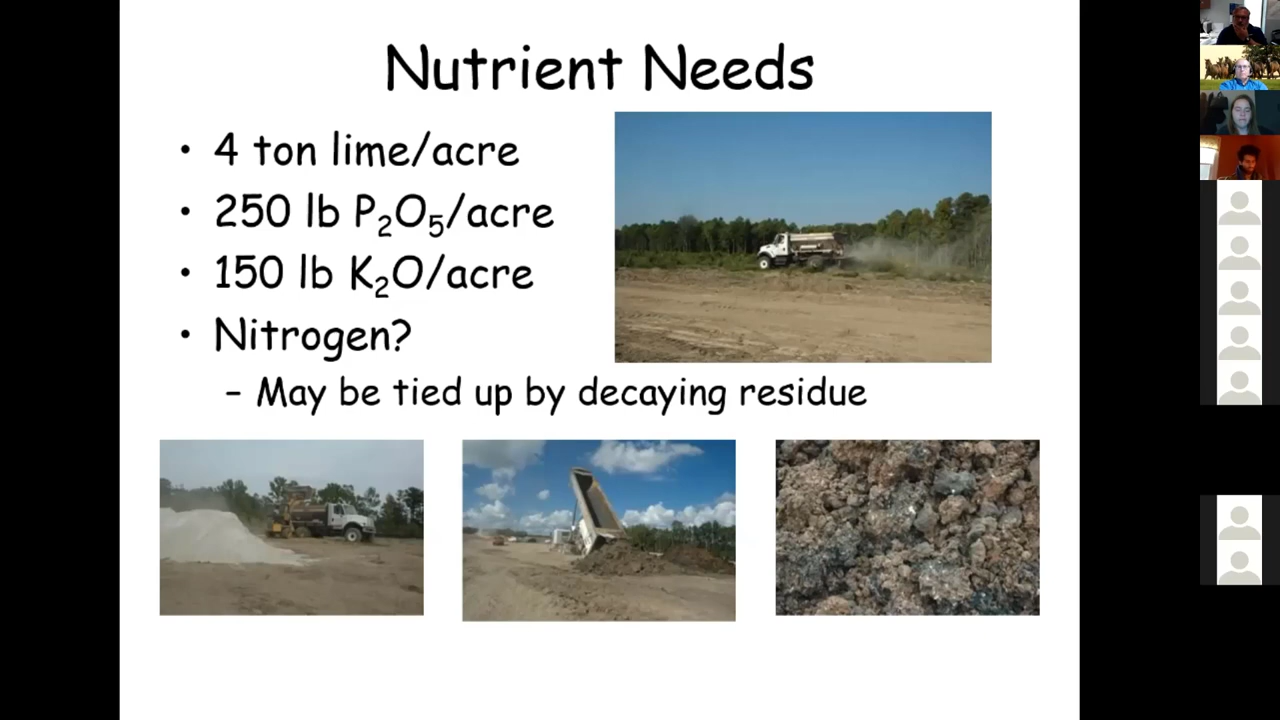 Nutrient Needs
• 4 ton lime/acre
• 250 lb P₂O₅/acre
• 150 lb K₂O/acre
• Nitrogen?
– May be tied up by decaying residue